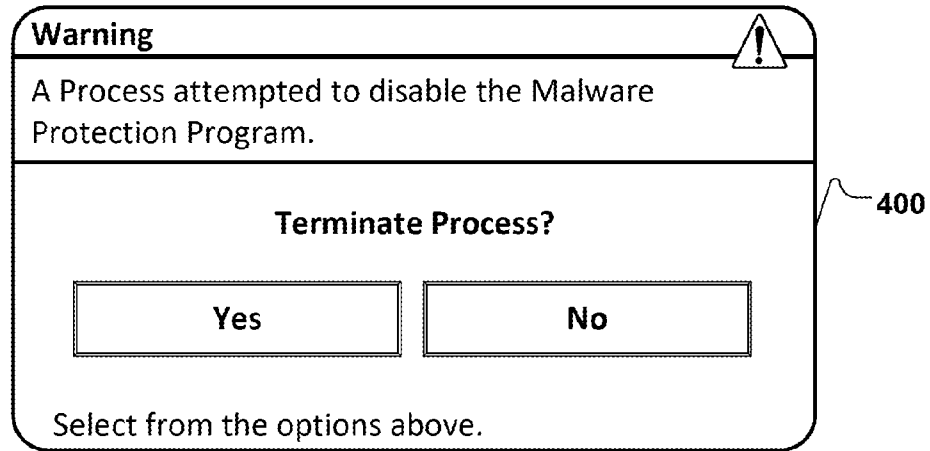 Warning
A Process attempted to disable the Malware
Protection Program.
400
Terminate Process?
Yes No
Select from the options above.